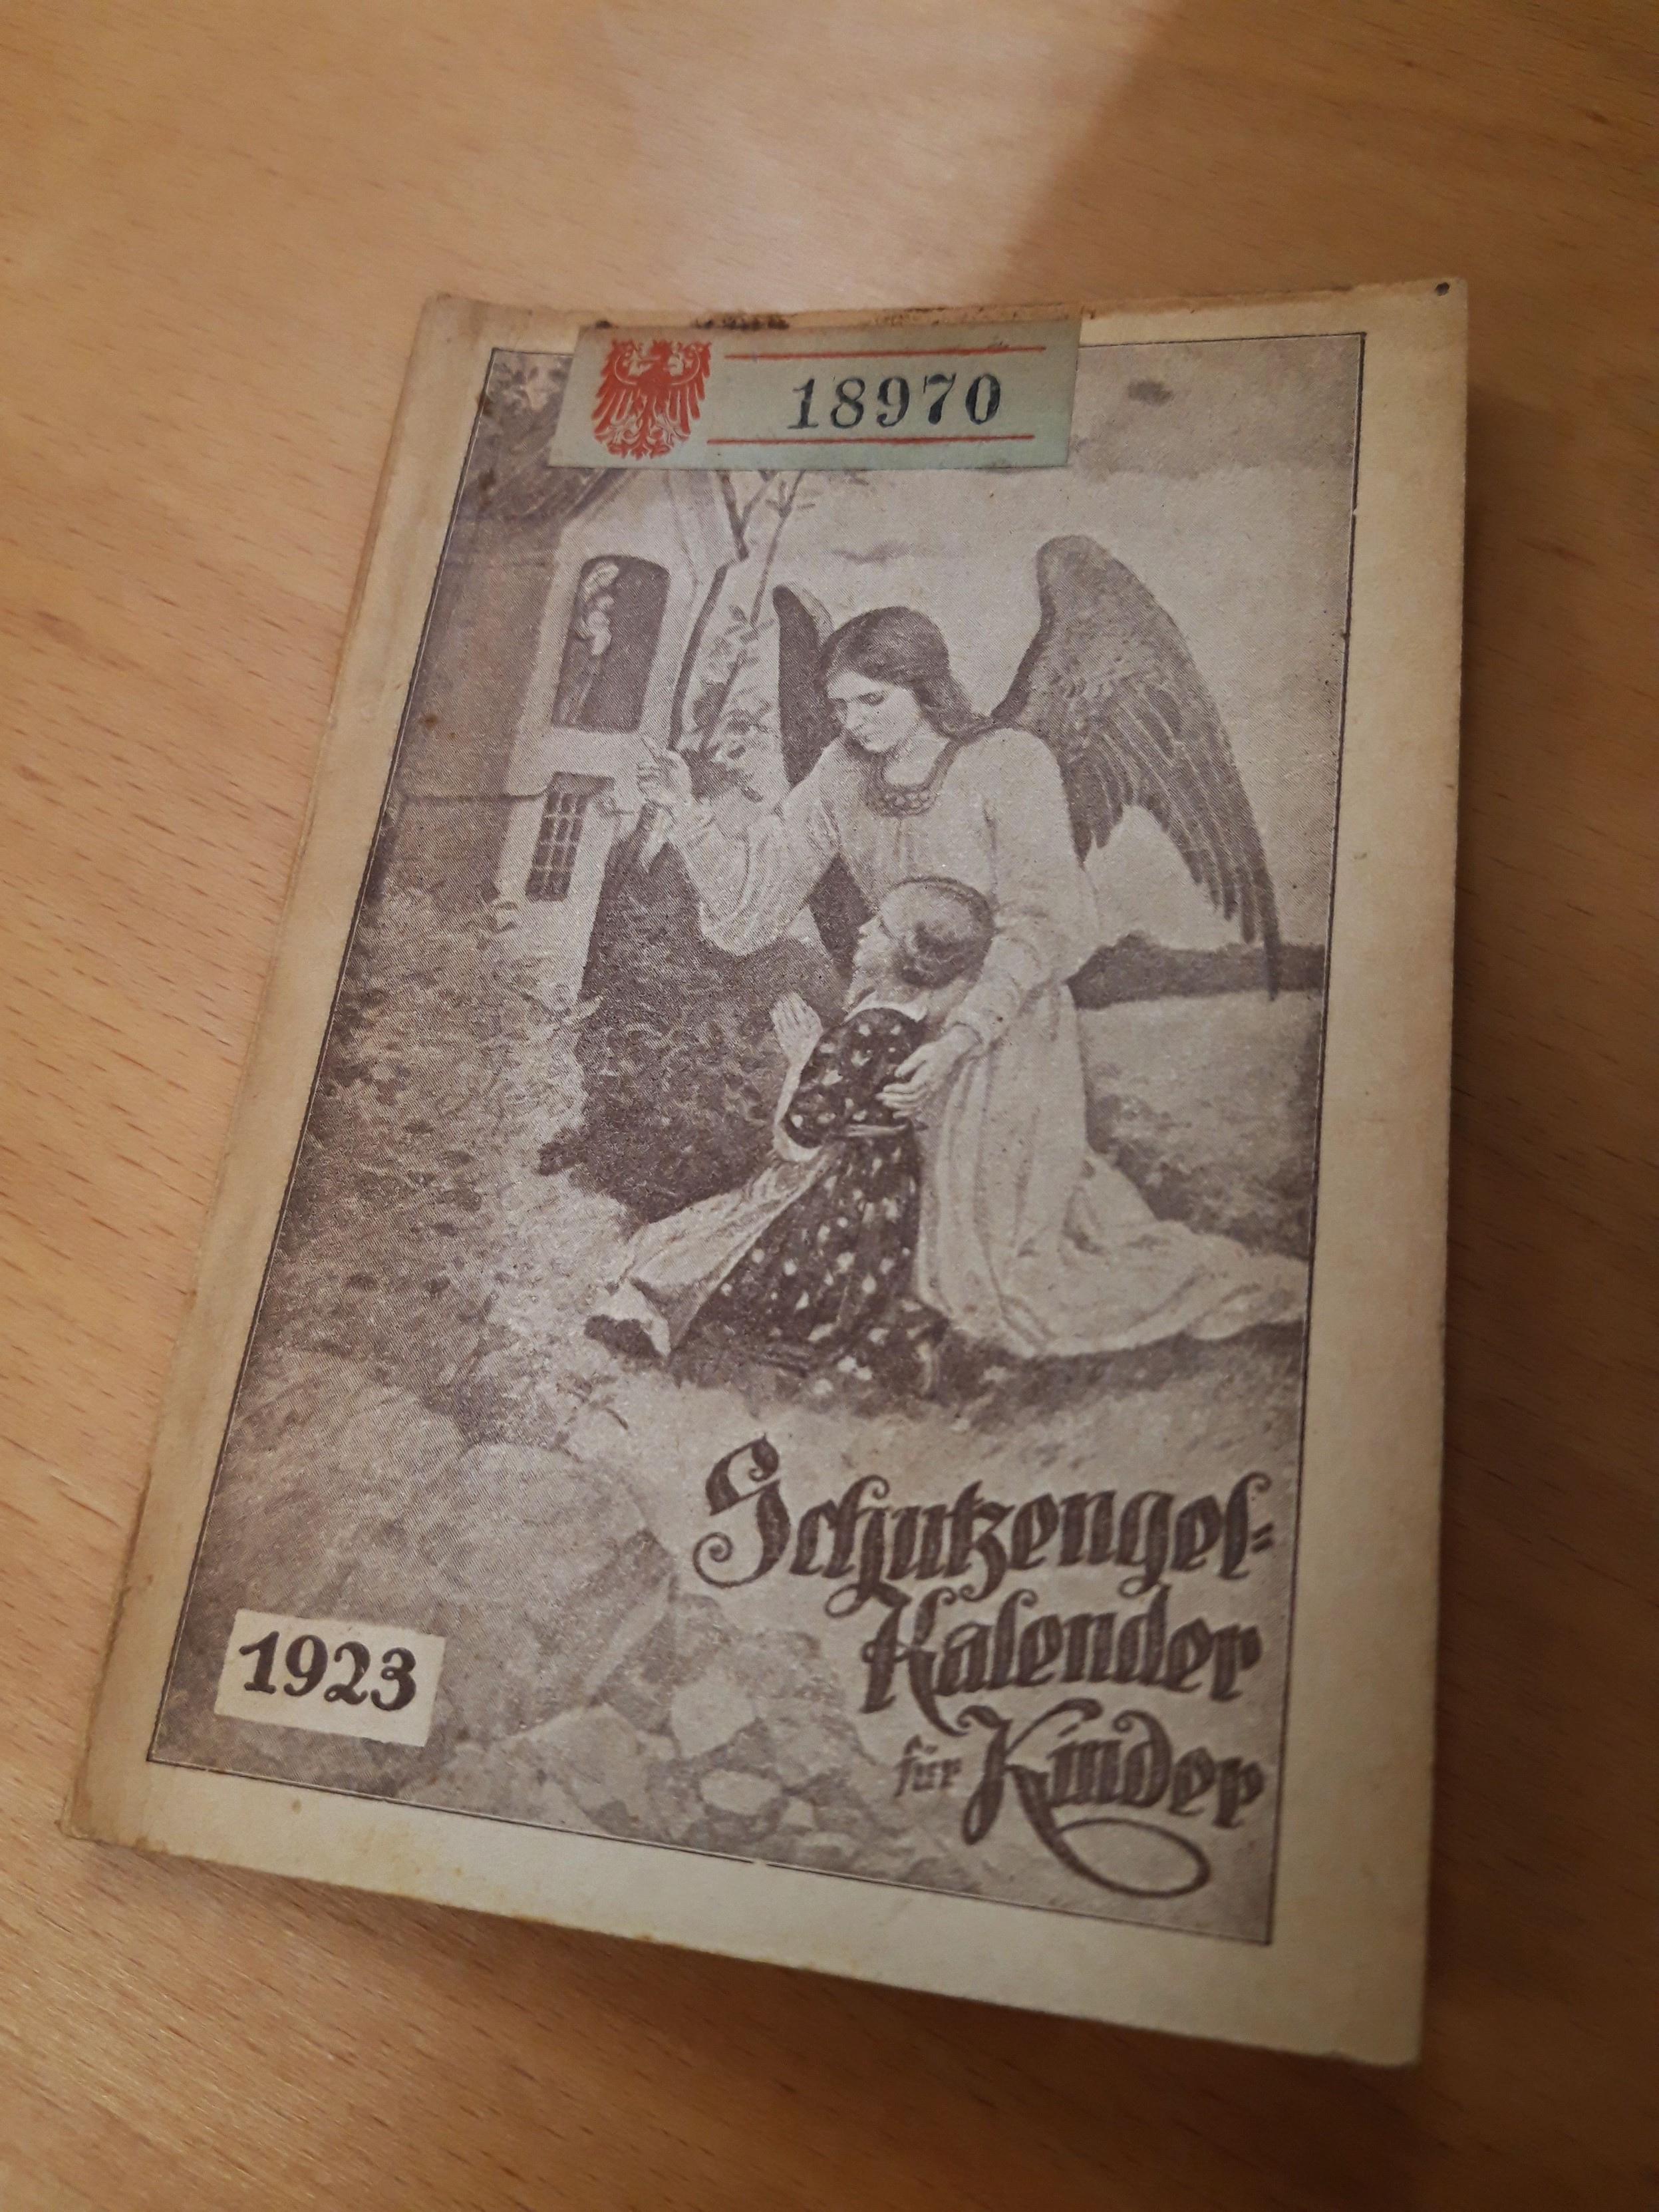 18970
Schutzengel-
Kalender
für Kinder
1923